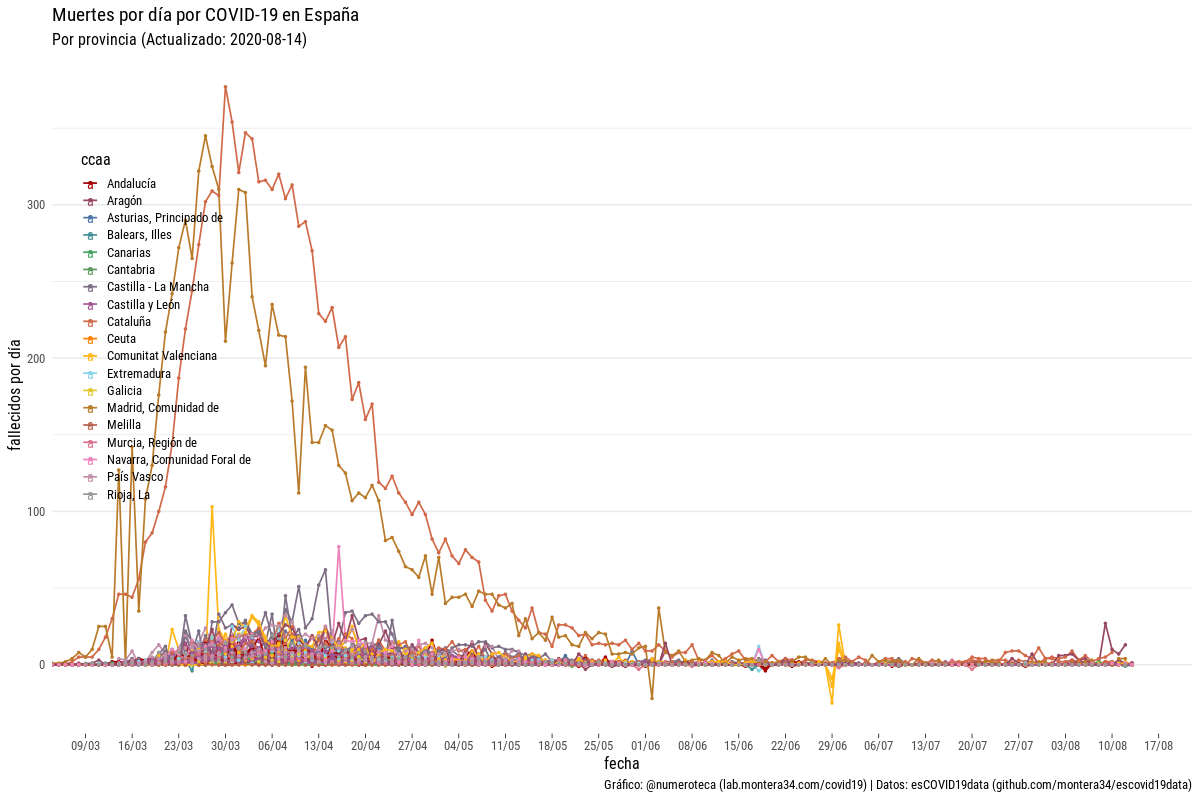 Muertes por día por COVID-19 en España
Por provincia (Actualizado: 2020-08-14)
fallecidos por día
300
200
100
0
ccaa
Andalucía
Aragón
Asturias, Principado de
Balears, Illes
Canarias
Cantabria
Castilla - La Mancha
Castilla y León
Cataluña
Ceuta
Comunitat Valenciana
Extremadura
Galicia
Madrid, Comunidad de
Melilla
Murcia, Región de
Navarra, Comunidad Foral de
País Vasco
Rioja, La
09/03 16/03 23/03 30/03 06/04 13/04 20/04 27/04 04/05 11/05 18/05 25/05 01/06 08/06 15/06 22/06 29/06 06/07 13/07 20/07 27/07 03/08 10/08 17/08
fecha
Gráfico: @numeroteca (lab.montera34.com/covid19) | Datos: esCOVID19data (github.com/montera34/escovid19data)